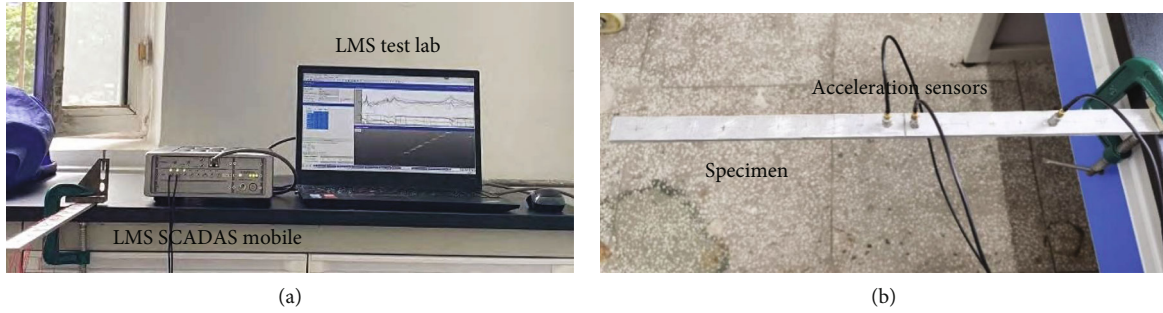 LMS test lab
LMS SCADAS mobile
(a)
Acceleration sensors
Specimen
(b)